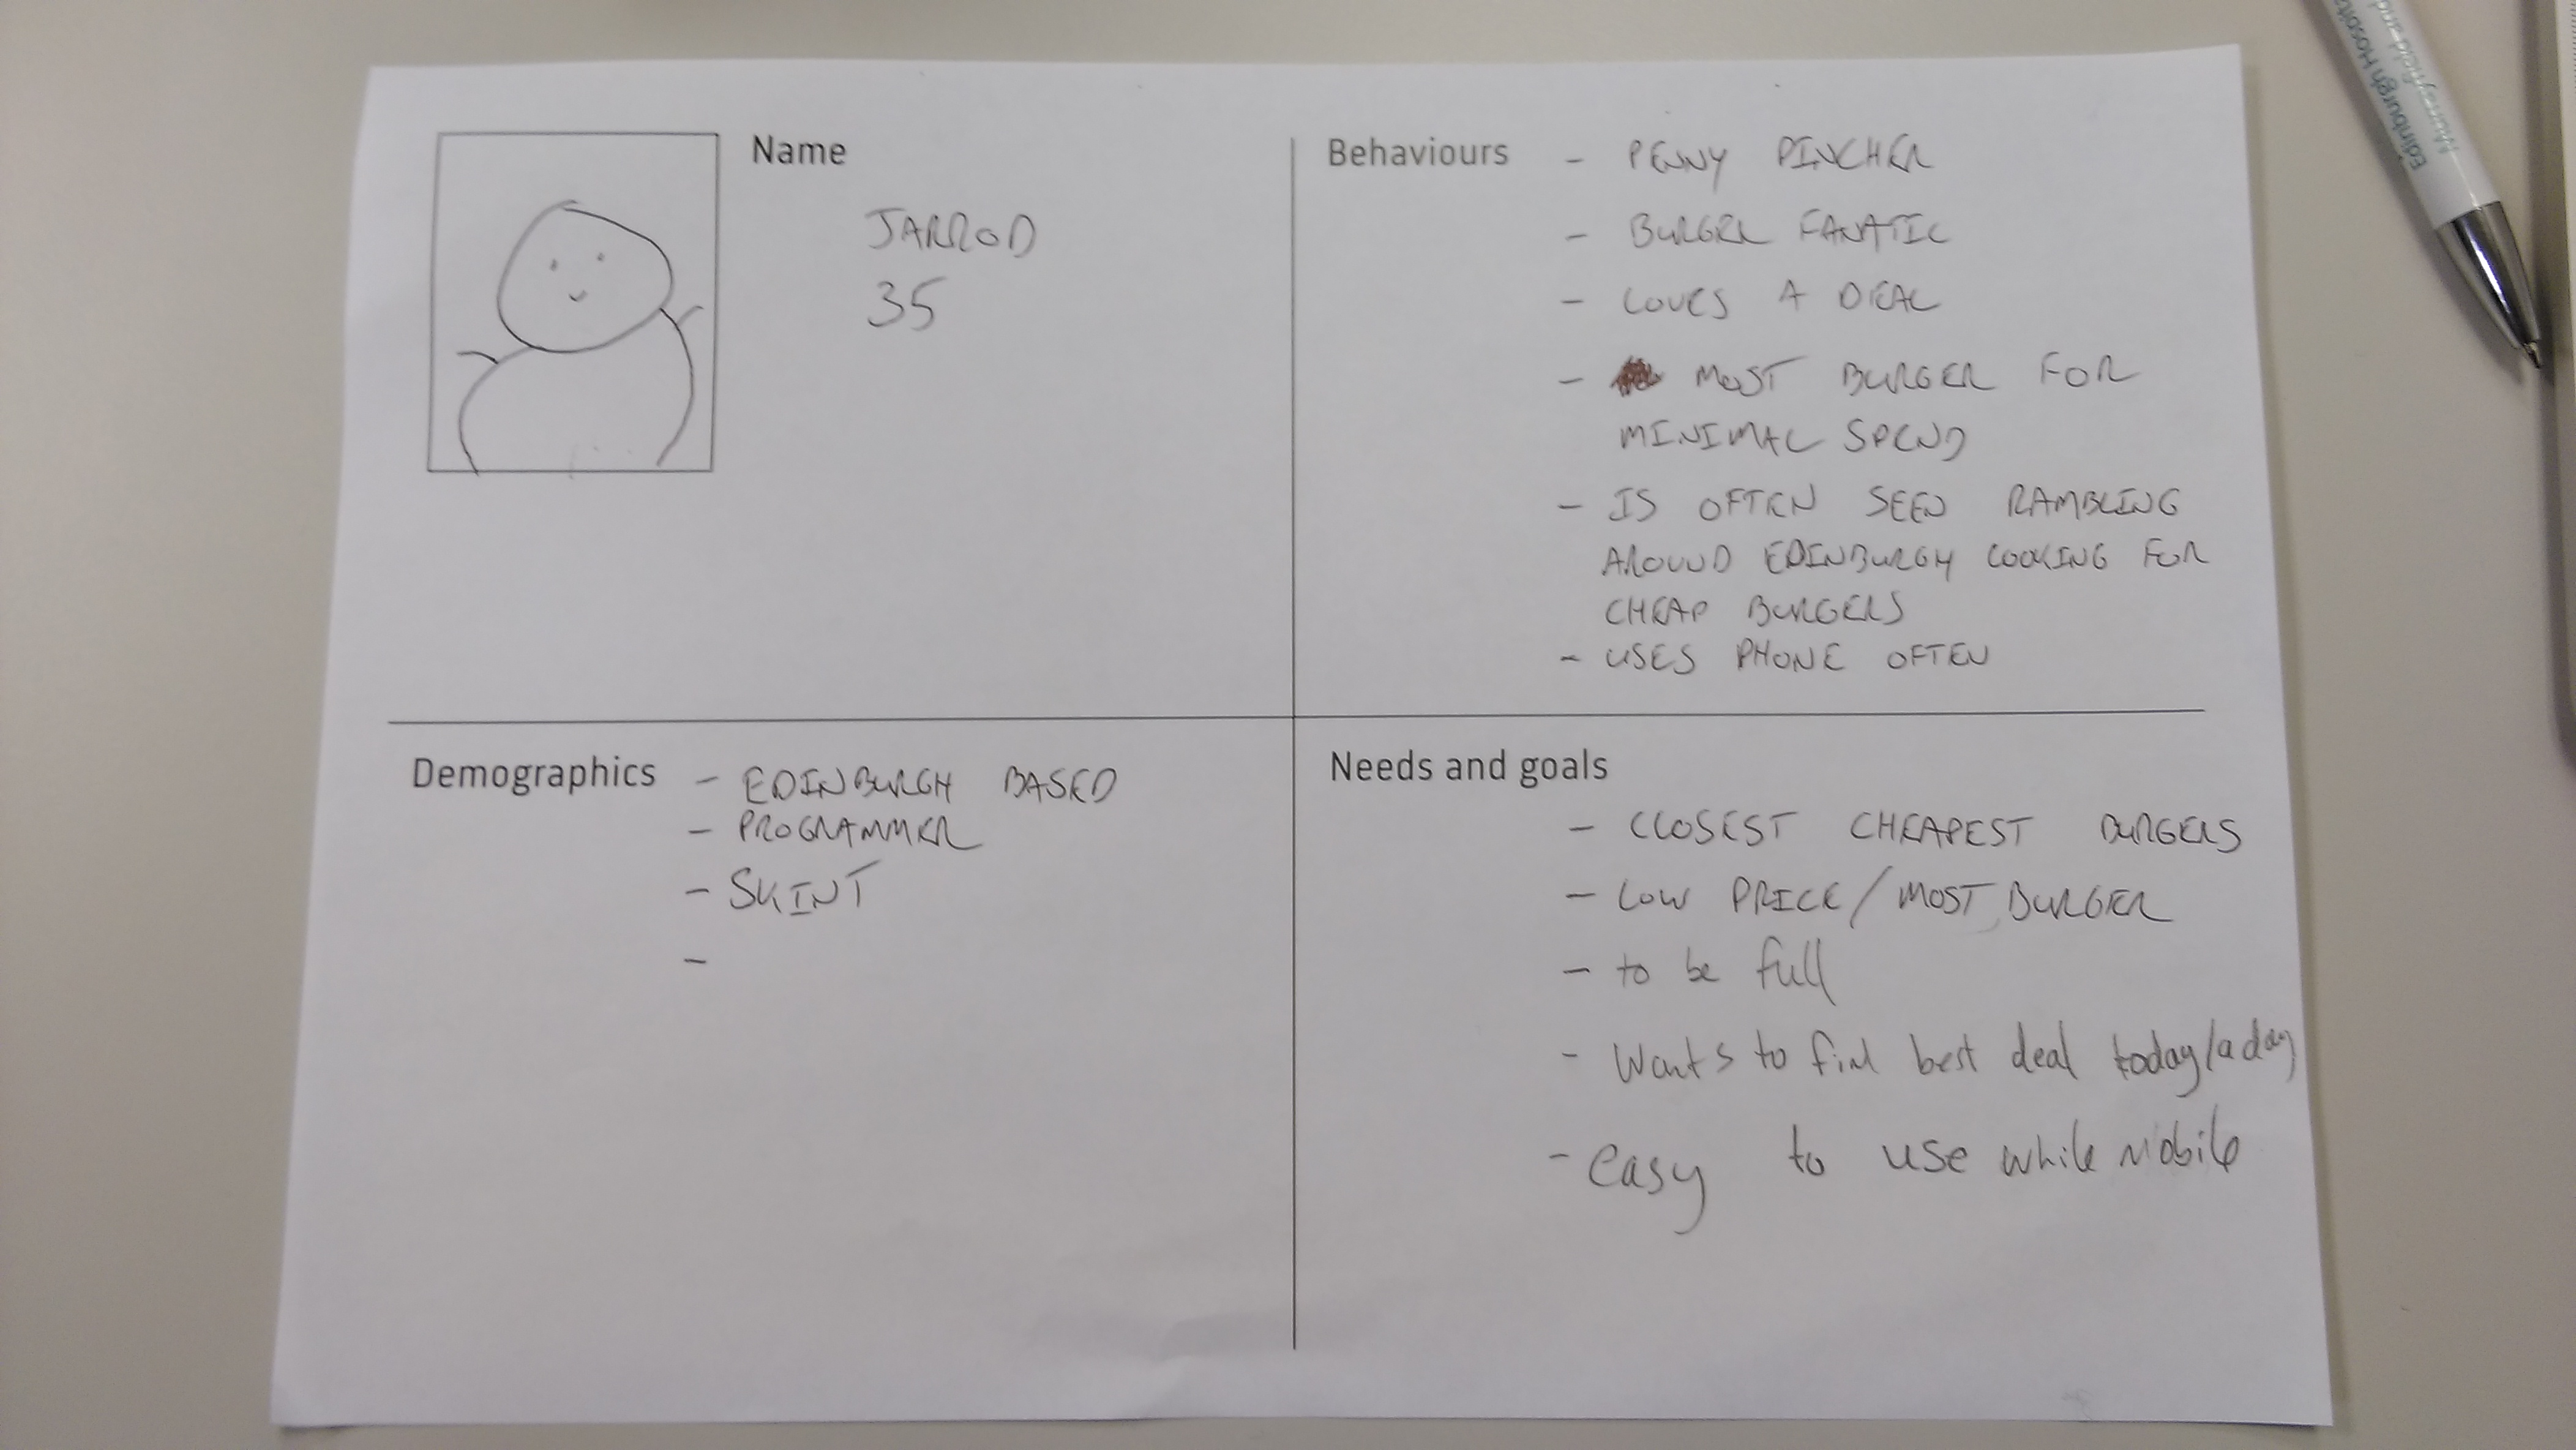 Name
JARROD
35
Behaviours - PENNY PINCHER
- BURGER FANATIC
- LOVES A DEAL
- MOST BURGER FOR
MINIMAL SPEND
- IS OFTEN SEEN RAMBLING
AROUND EDINBURGH LOOKING FOR
CHEAP BURGERS
- USES PHONE OFTEN
Demographics - EDINBURGH BASED
- PROGRAMMER
- SKINT
-
Needs and goals
- CLOSEST CHEAPEST BURGERS
- LOW PRICE/MOST BURGER
- to be full
- Wants to find best deal today/a day
- easy to use while mobile
Edinburgh Hospita
Murrayfield and